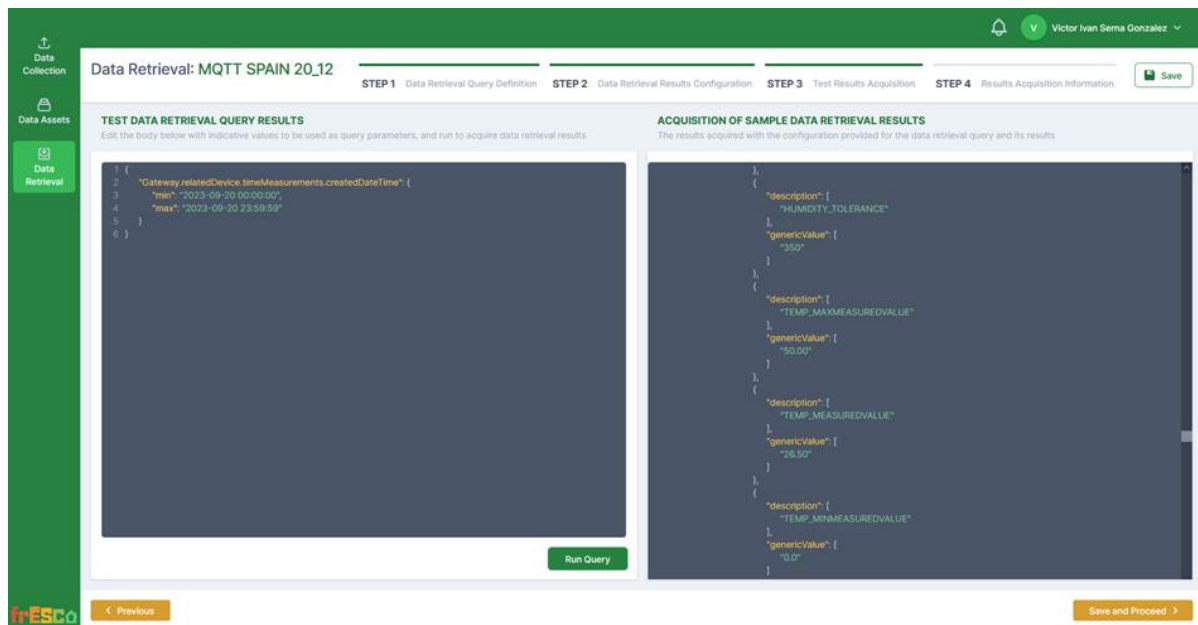 V Victor Ivan Serna Gonzalez
Data
Collection
Data Assets
Data
Retrieval
Data Retrieval: MQTT SPAIN 20_12
STEP 1 Data Retrieval Query Definition
STEP 2 Data Retrieval Results Configuration
STEP 3 Test Results Acquisition
STEP 4 Results Acquisition Information
Save
TEST DATA RETRIEVAL QUERY RESULTS
Edit the body below with indicative values to be used as query parameters, and run to acquire data retrieval results
1 {
2 "Gateway.relatedDevice.timeMeasurements.createdDateTime": {
3 "min": "2023-09-20 00:00:00",
4 "max": "2023-09-20 23:59:59"
5 }
6 }
Run Query
ACQUISITION OF SAMPLE DATA RETRIEVAL RESULTS
The results acquired with the configuration provided for the data retrieval query and its results
},
{
"description": [
"HUMIDITY_TOLERANCE"
],
"genericValue": [
"350"
]
},
{
"description": [
"TEMP_MAXMEASUREDVALUE"
],
"genericValue": [
"50.00"
]
},
{
"description": [
"TEMP_MEASUREDVALUE"
],
"genericValue": [
"26.50"
]
},
{
"description": [
"TEMP_MINMEASUREDVALUE"
],
"genericValue": [
"0.0"
]
frESCo
< Previous
Save and Proceed >